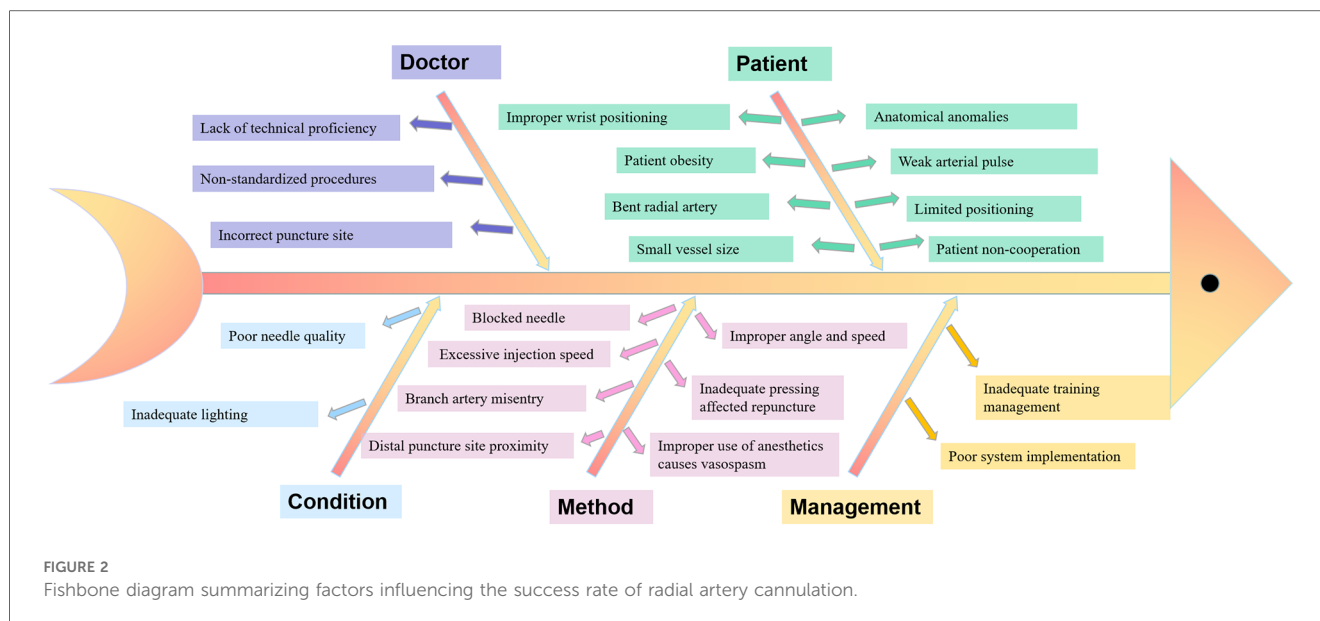 Doctor
Patient
Lack of technical proficiency
Non-standardized procedures
Incorrect puncture site
Improper wrist positioning
Patient obesity
Bent radial artery
Small vessel size
Anatomical anomalies
Weak arterial pulse
Limited positioning
Patient non-cooperation
Poor needle quality
Inadequate lighting
Blocked needle
Excessive injection speed
Branch artery misentry
Distal puncture site proximity
Improper angle and speed
Inadequate pressing
affected repuncture
Improper use of anesthetics
causes vasospasm
Inadequate training
management
Poor system implementation
Condition
Method
Management
FIGURE 2
Fishbone diagram summarizing factors influencing the success rate of radial artery cannulation.